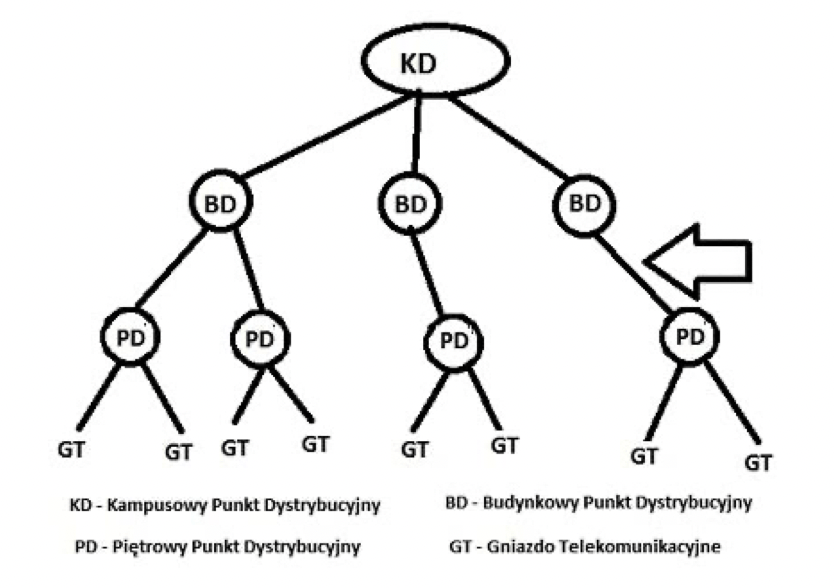 KD
BD BD BD
PD PD PD PD
GT GT GT GT GT GT GT GT
KD - Kampusowy Punkt Dystrybucyjny BD - Budynkowy Punkt Dystrybucyjny
PD - Piętrowy Punkt Dystrybucyjny GT - Gniazdo Telekomunikacyjne